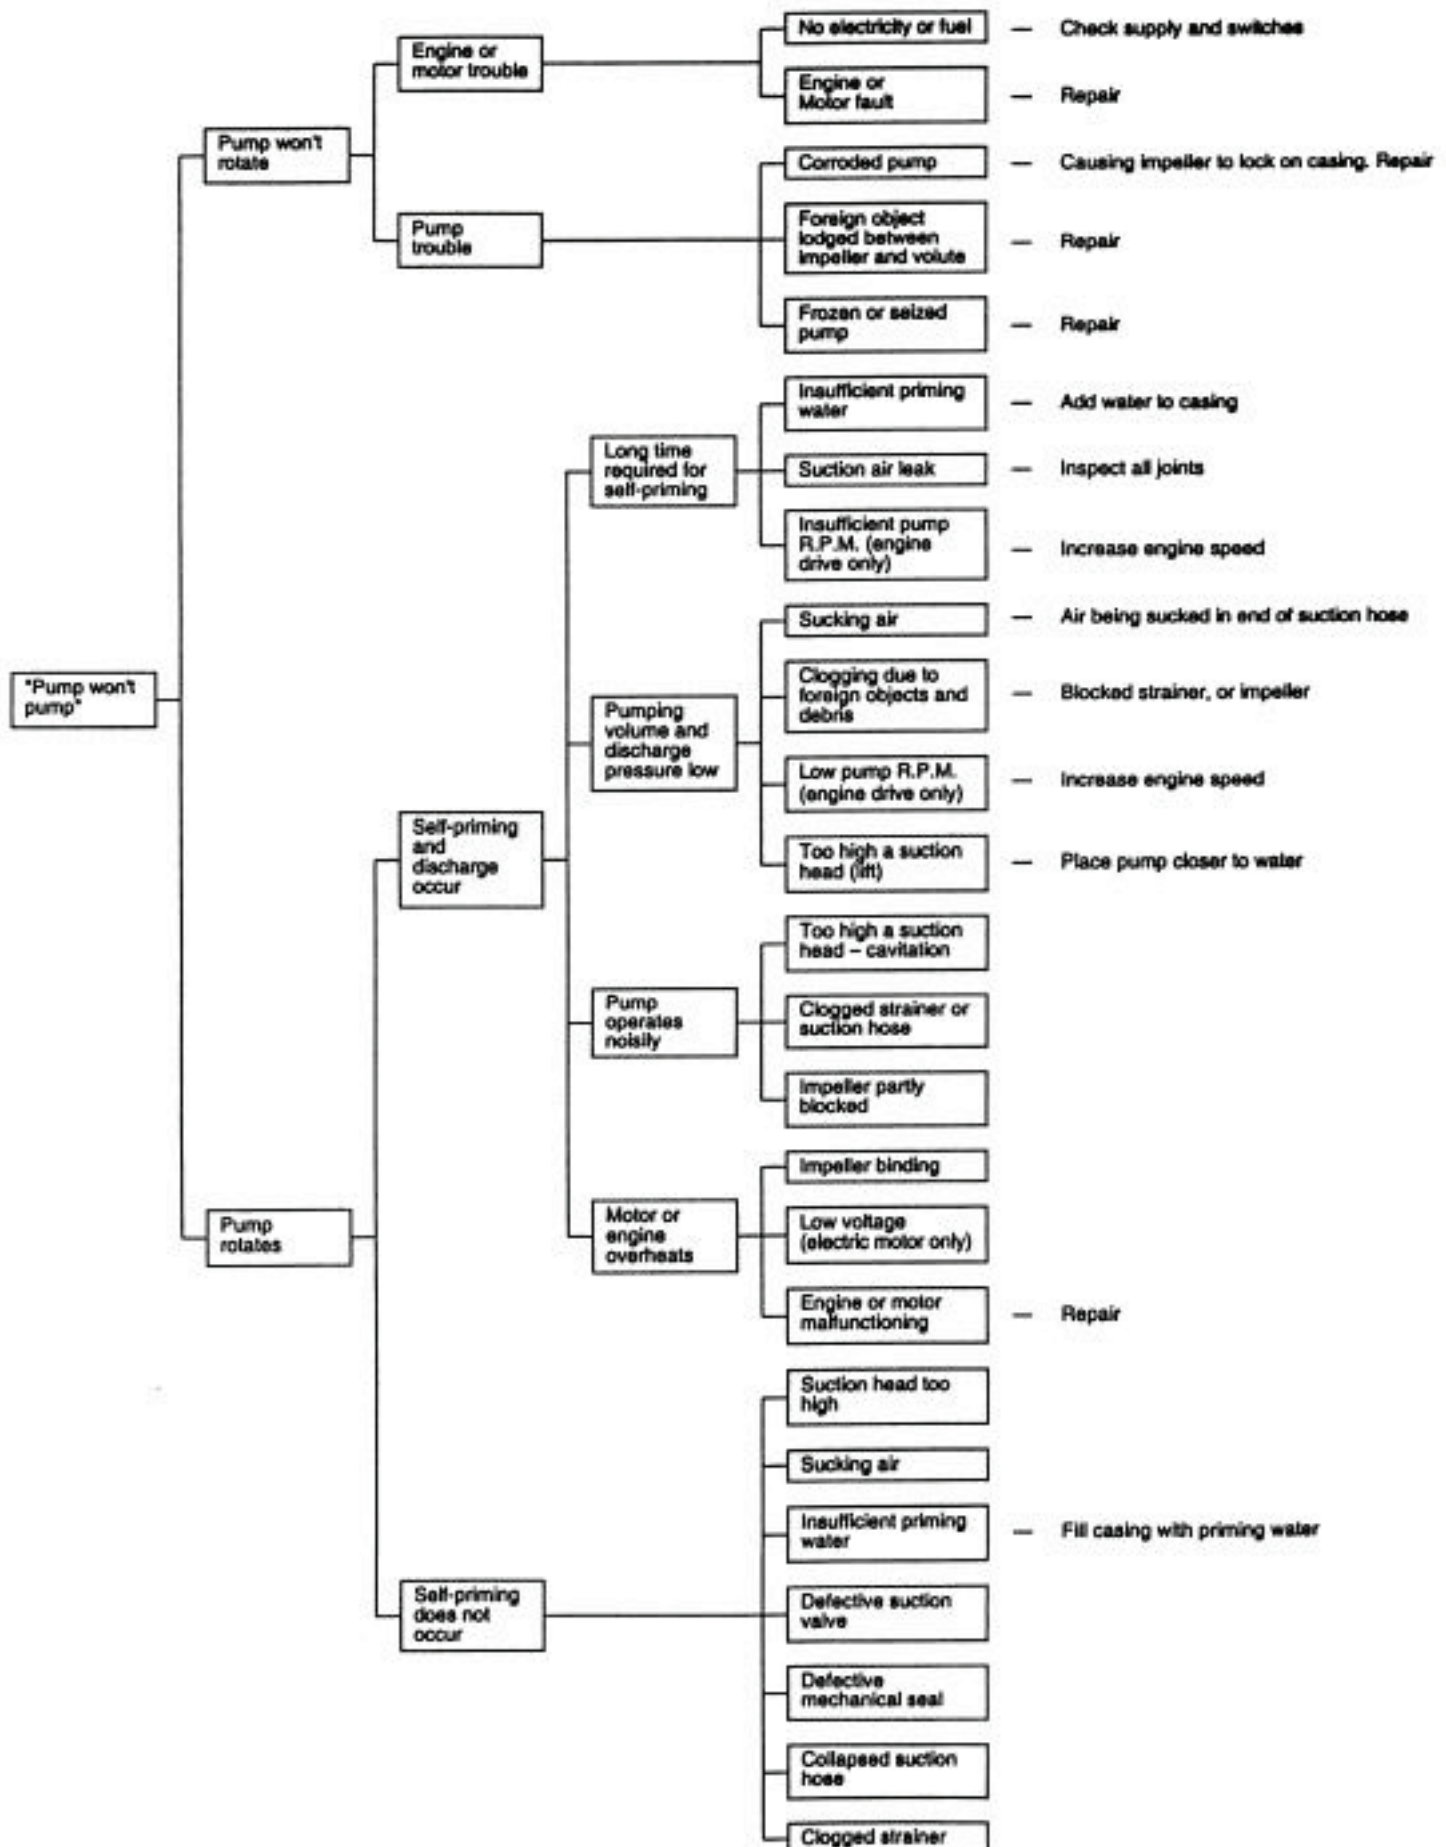 No electricity or fuel — Check supply and switches
Engine or
motor trouble
Engine or
Motor fault — Repair
Pump won't
rotate
Corroded pump — Causing impeller to lock on casing. Repair
Pump
trouble
Foreign object
lodged between
impeller and volute — Repair
Frozen or seized
pump — Repair
Insufficient priming
water — Add water to casing
Long time
required for
self-priming
Suction air leak — Inspect all joints
Insufficient pump
R.P.M. (engine
drive only) — Increase engine speed
Sucking air — Air being sucked in end of suction hose
"Pump won't
pump"
Clogging due to
foreign objects and
debris — Blocked strainer, or impeller
Pumping
volume and
discharge
pressure low
Low pump R.P.M.
(engine drive only) — Increase engine speed
Self-priming
and
discharge
occur
Too high a suction
head (lift) — Place pump closer to water
Too high a suction
head – cavitation
Pump
operates
noisily
Clogged strainer or
suction hose
Impeller partly
blocked
Impeller binding
Pump
rotates
Motor or
engine
overheats
Low voltage
(electric motor only)
Engine or motor
malfunctioning — Repair
Suction head too
high
Sucking air
Insufficient priming
water — Fill casing with priming water
Self-priming
does not
occur
Defective suction
valve
Defective
mechanical seal
Collapsed suction
hose
Clogged strainer